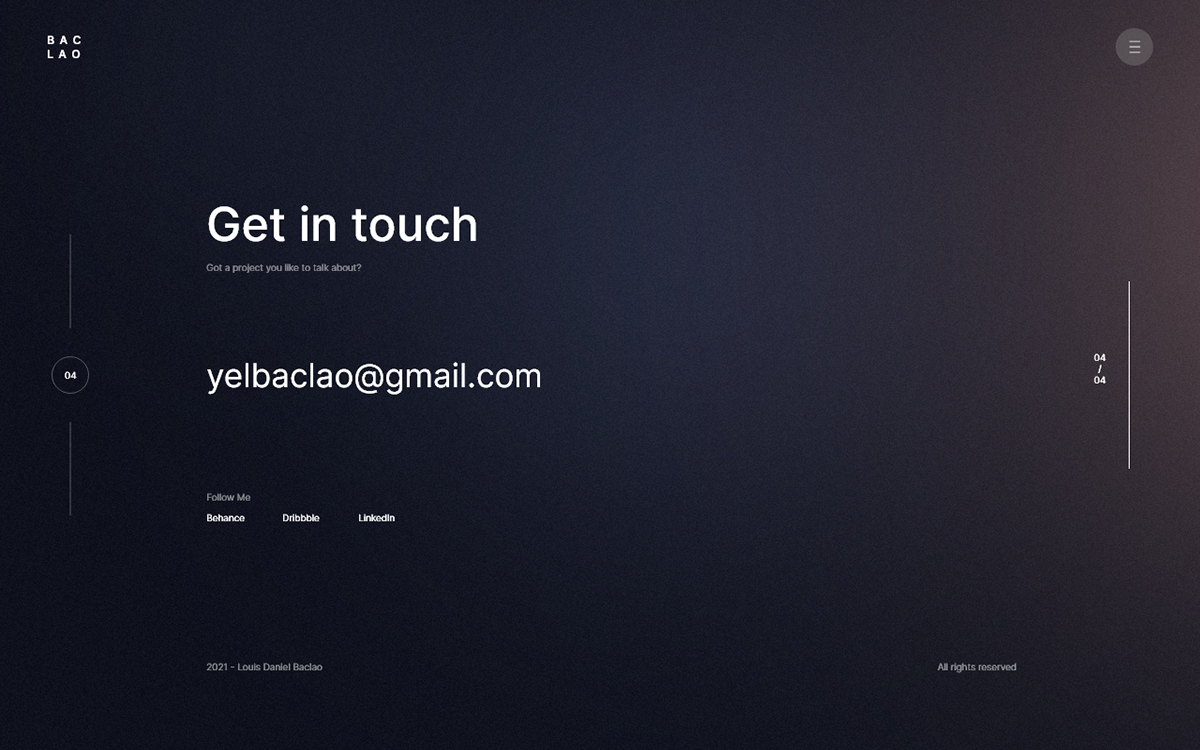 BAC
LAO
Get in touch
Got a project you like to talk about?
04
yelbaclao@gmail.com
04
/
04
Follow Me
Behance Dribbble LinkedIn
2021 - Louis Daniel Baclao
All rights reserved